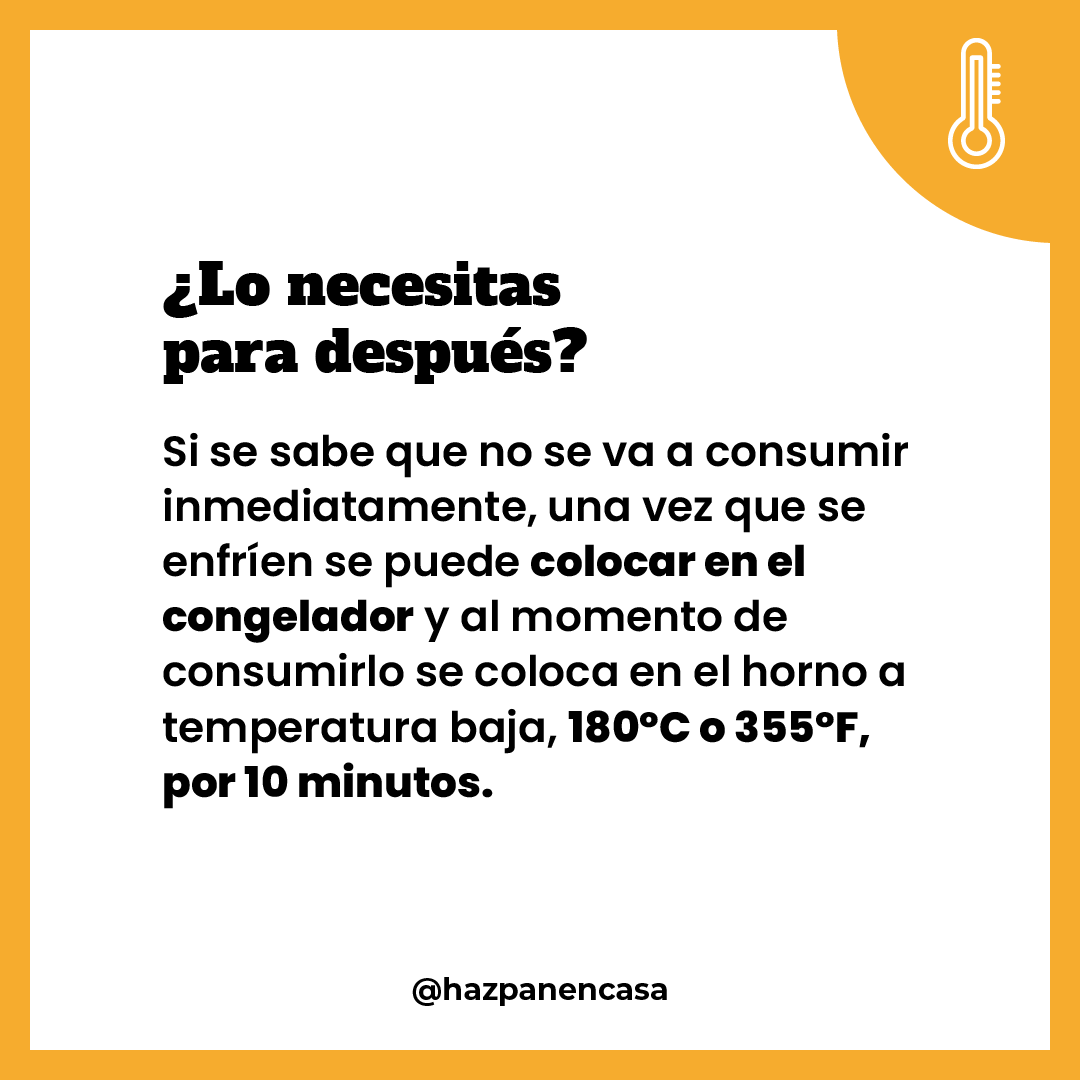 ¿Lo necesitas
para después?
Si se sabe que no se va a consumir
inmediatamente, una vez que se
enfríen se puede colocar en el
congelador y al momento de
consumirlo se coloca en el horno a
temperatura baja, 180ºC o 355ºF,
por 10 minutos.
@hazpanencasa